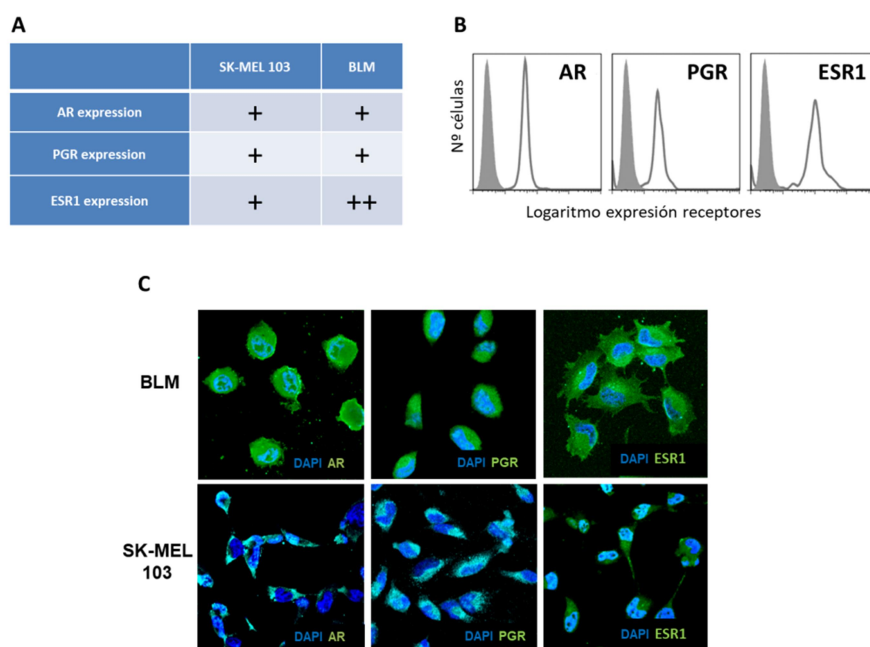 A
SK-MEL 103 BLM
AR expression + +
PGR expression + +
ESR1 expression + ++
B
AR PGR ESR1
Nº células
Logaritmo expresión receptores
C
BLM
DAPI AR DAPI PGR DAPI ESR1
SK-MEL
103
DAPI AR DAPI PGR DAPI ESR1